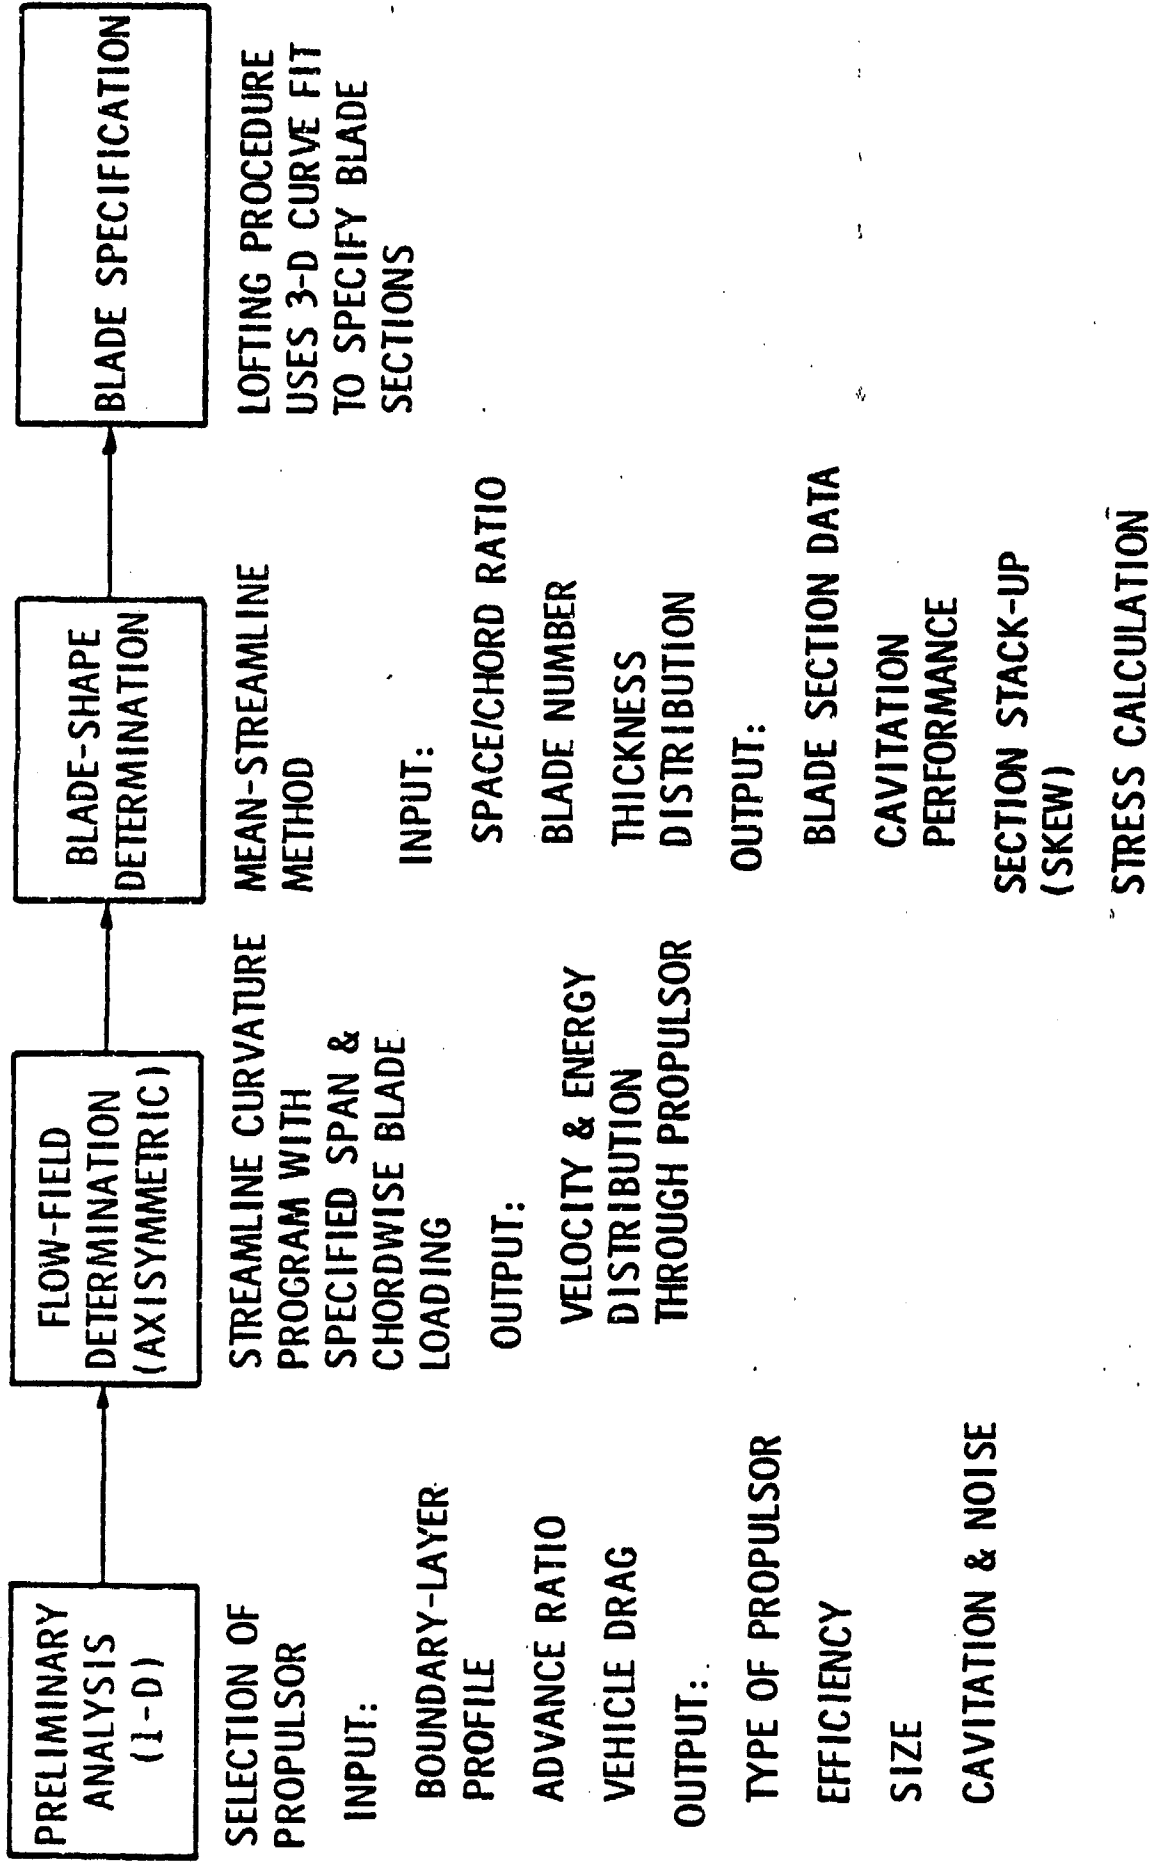 PRELIMINARY
ANALYSIS
(1-D)
SELECTION OF
PROPULSOR
INPUT:
BOUNDARY-LAYER
PROFILE
ADVANCE RATIO
VEHICLE DRAG
OUTPUT:
TYPE OF PROPULSOR
EFFICIENCY
SIZE
CAVITATION & NOISE
FLOW-FIELD
DETERMINATION
(AXISYMMETRIC)
STREAMLINE CURVATURE
PROGRAM WITH
SPECIFIED SPAN &
CHORDWISE BLADE
LOADING
OUTPUT:
VELOCITY & ENERGY
DISTRIBUTION
THROUGH PROPULSOR
BLADE-SHAPE
DETERMINATION
MEAN-STREAMLINE
METHOD
INPUT:
SPACE/CHORD RATIO
BLADE NUMBER
THICKNESS
DISTRIBUTION
OUTPUT:
BLADE SECTION DATA
CAVITATION
PERFORMANCE
SECTION STACK-UP
(SKEW)
STRESS CALCULATION
BLADE SPECIFICATION
LOFTING PROCEDURE
USES 3-D CURVE FIT
TO SPECIFY BLADE
SECTIONS